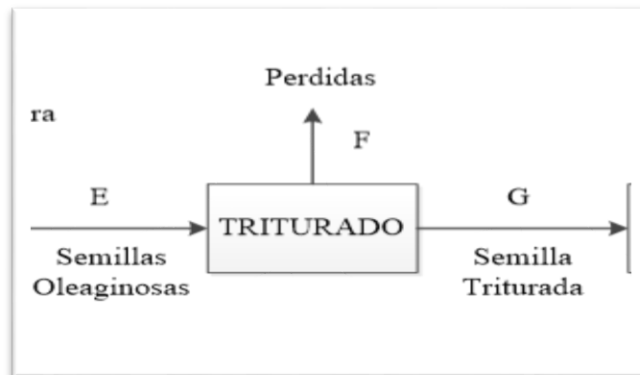 Perdidas
ra
F
E
TRITURADO
G
Semillas
Oleaginosas
Semilla
Triturada